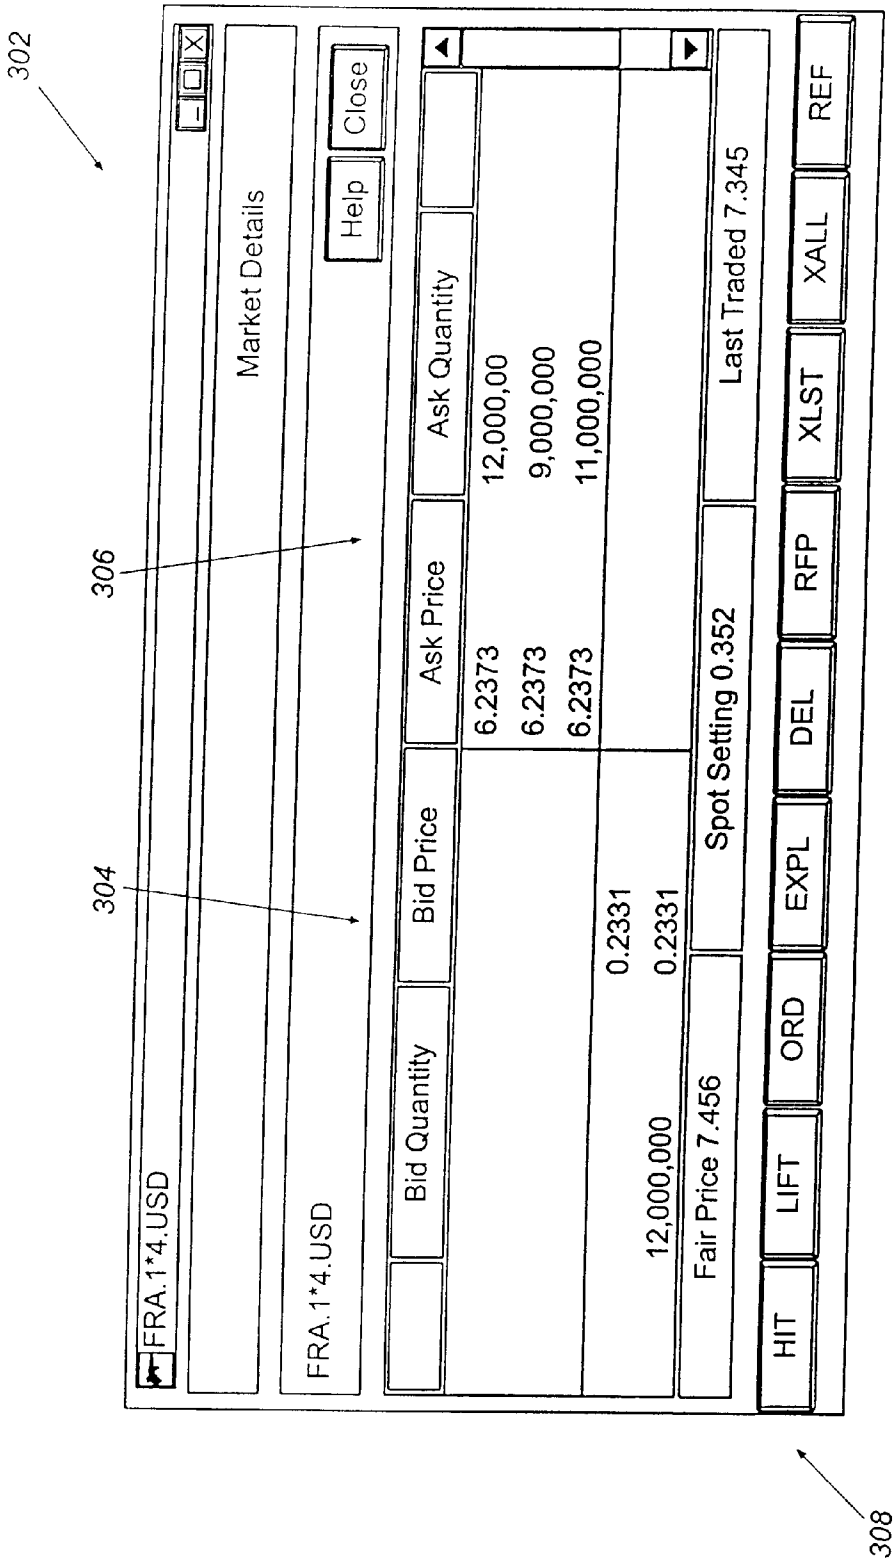 302
FRA.1*4.USD
_ □ X
Market Details
FRA.1*4.USD
Help Close
304
306
Bid Quantity Bid Price Ask Price Ask Quantity
6.2373 12,000,00
6.2373 9,000,000
6.2373 11,000,000
0.2331
12,000,000 0.2331
Fair Price 7.456 Spot Setting 0.352 Last Traded 7.345
HIT LIFT ORD EXPL DEL RFP XLST XALL REF
308